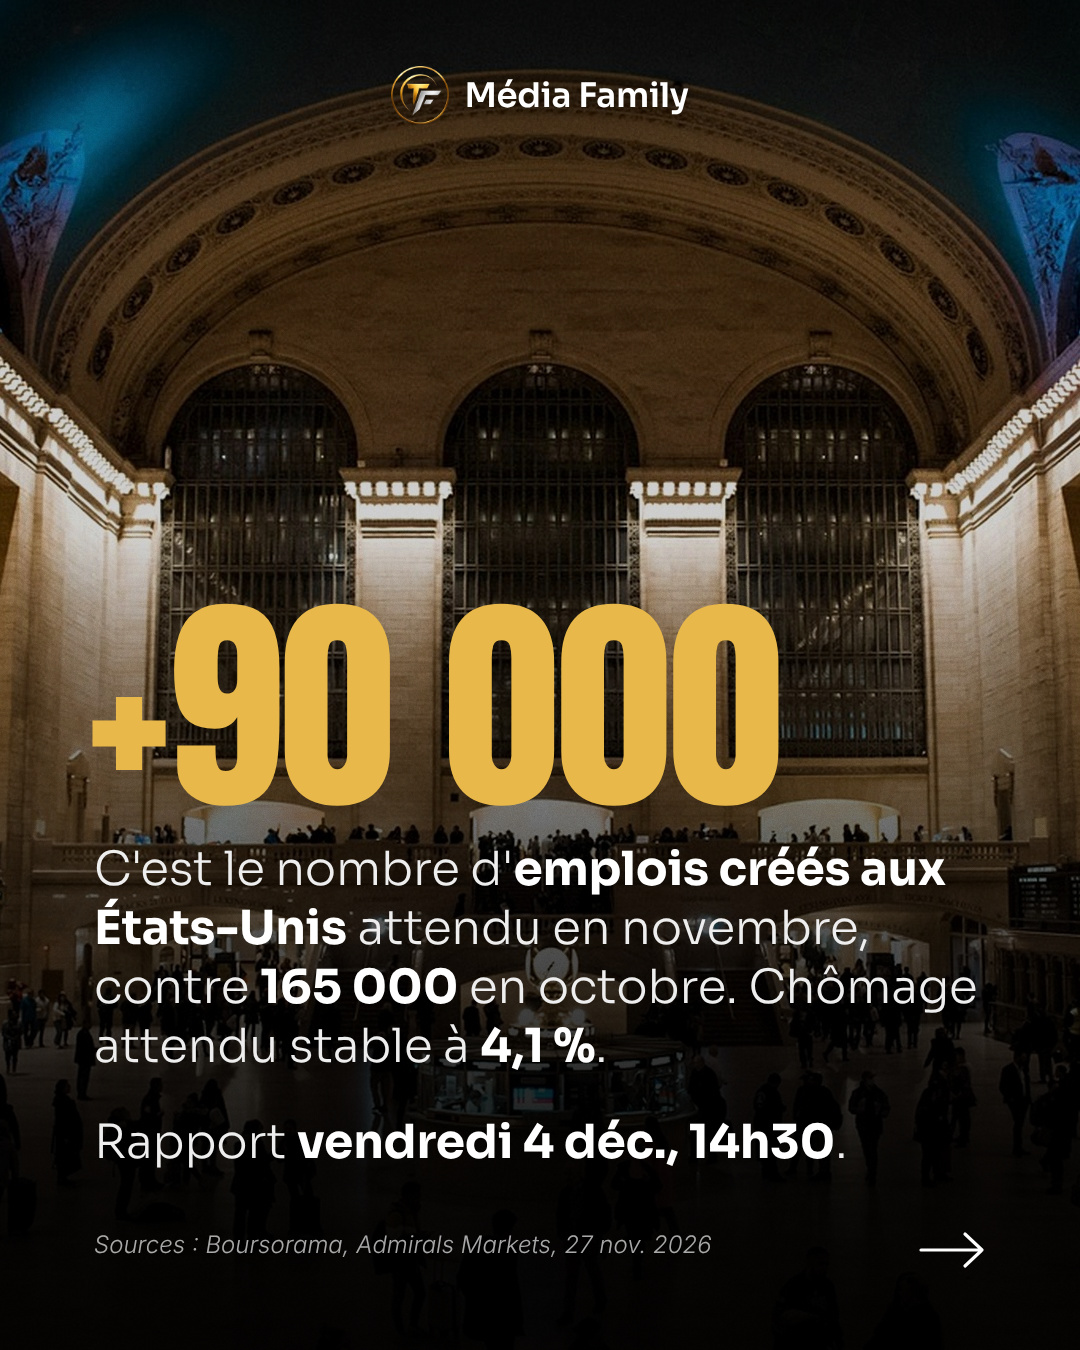 Média Family
+90 000
C'est le nombre d'emplois créés aux
États-Unis attendu en novembre,
contre 165 000 en octobre. Chômage
attendu stable à 4,1 %.
Rapport vendredi 4 déc., 14h30.
Sources : Boursorama, Admirals Markets, 27 nov. 2026